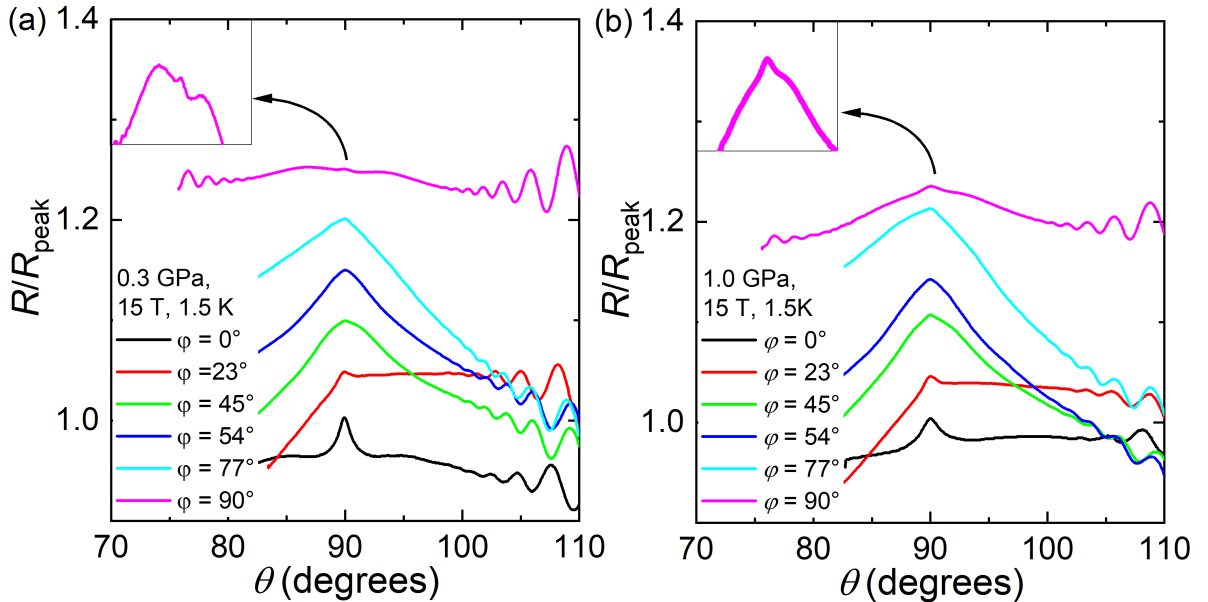 (a)
1.4
1.2
1.0
R/R_peak
0.3 GPa,
15 T, 1.5 K
φ = 0°
φ =23°
φ = 45°
φ = 54°
φ = 77°
φ = 90°
70 80 90 100 110
θ (degrees)
(b)
1.4
1.2
1.0
R/R_peak
1.0 GPa,
15 T, 1.5K
φ = 0°
φ = 23°
φ = 45°
φ = 54°
φ = 77°
φ = 90°
70 80 90 100 110
θ (degrees)